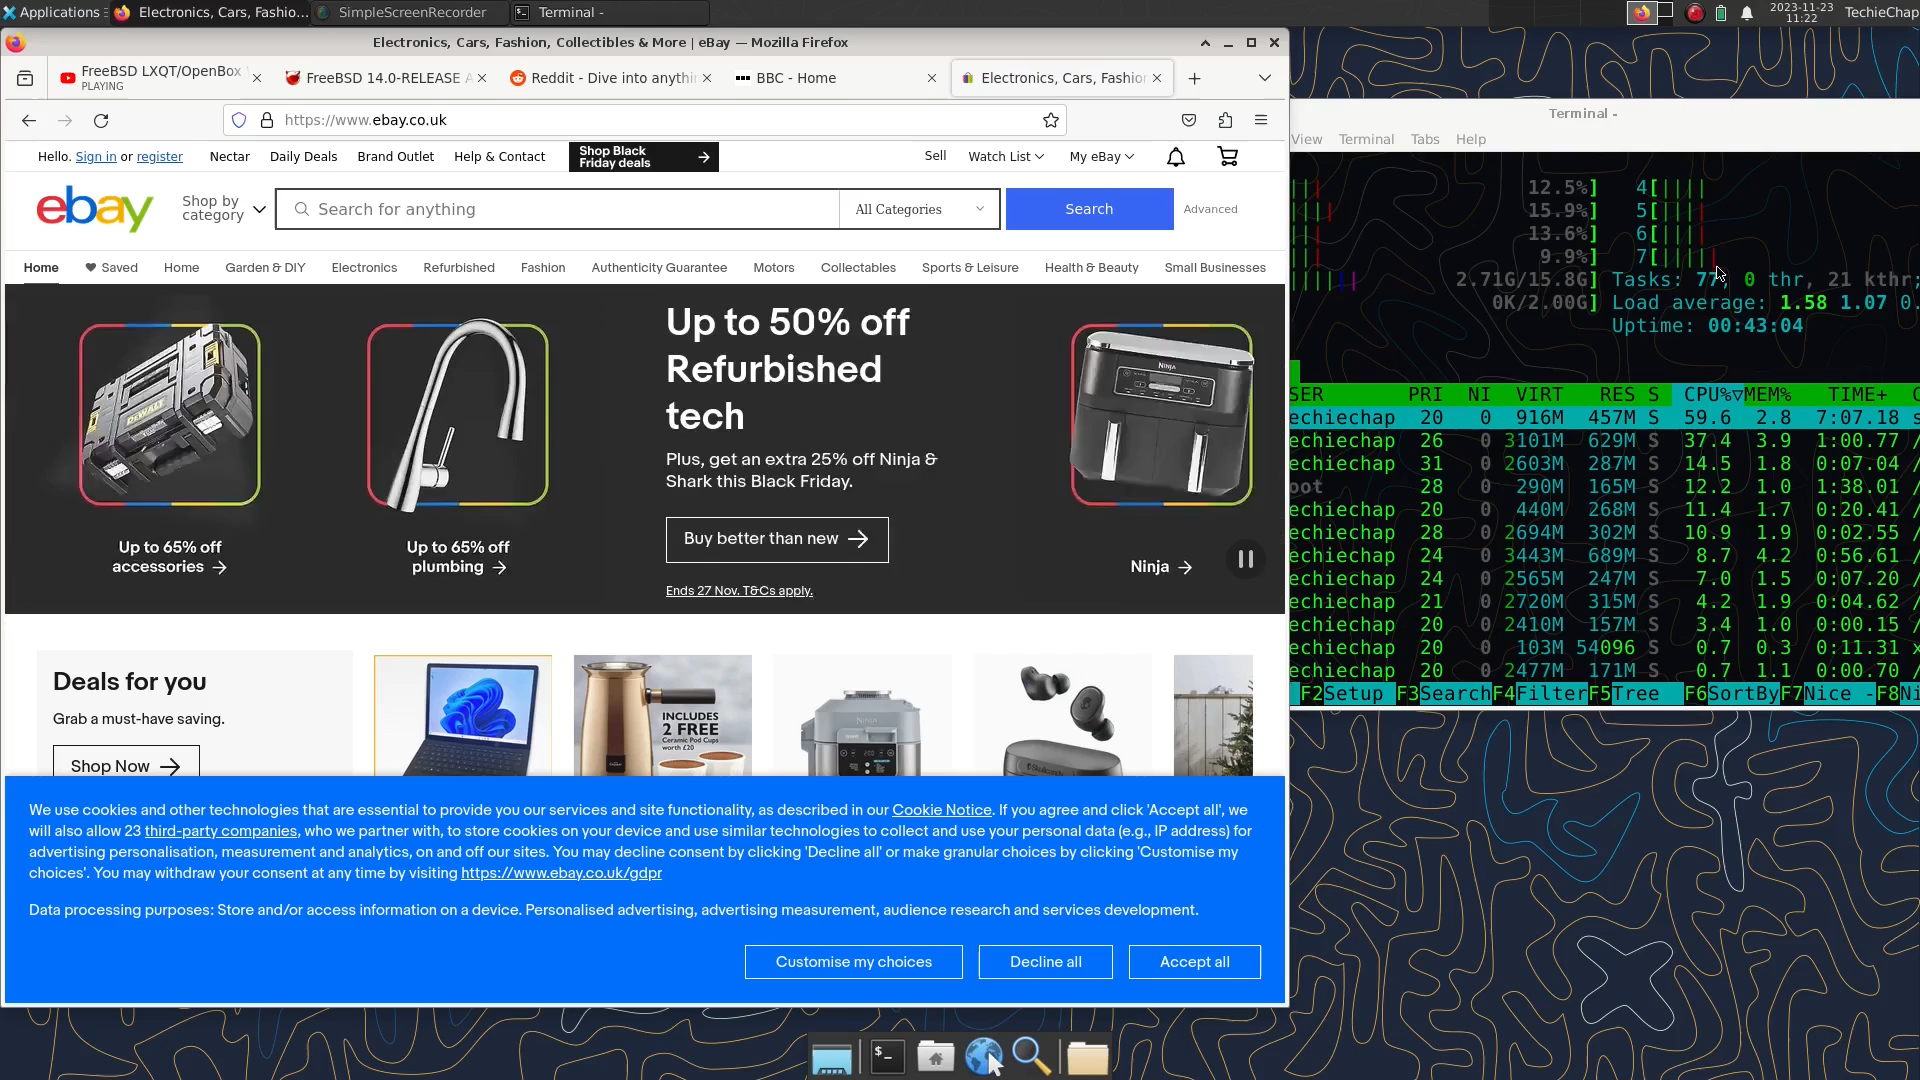 Applications
Electronics, Cars, Fashio...
SimpleScreenRecorder
Terminal -
2023-11-23
11:22
TechieChap
Electronics, Cars, Fashion, Collectibles & More | eBay — Mozilla Firefox
FreeBSD LXQT/OpenBox
PLAYING
FreeBSD 14.0-RELEASE A
Reddit - Dive into anythin
BBC - Home
Electronics, Cars, Fashion
https://www.ebay.co.uk
Hello. Sign in or register
Nectar
Daily Deals
Brand Outlet
Help & Contact
Shop Black
Friday deals
Sell
Watch List
My eBay
ebay
Shop by
category
Search for anything
All Categories
Search
Advanced
Home
Saved
Home
Garden & DIY
Electronics
Refurbished
Fashion
Authenticity Guarantee
Motors
Collectables
Sports & Leisure
Health & Beauty
Small Businesses
DEWALT
Up to 65% off
accessories
Up to 65% off
plumbing
Up to 50% off
Refurbished
tech
Plus, get an extra 25% off Ninja &
Shark this Black Friday.
Buy better than new
Ends 27 Nov. T&Cs apply.
NINJA
Ninja
Deals for you
Grab a must-have saving.
Shop Now
INCLUDES
2 FREE
Ceramic Pod Cups
worth £20
We use cookies and other technologies that are essential to provide you our services and site functionality, as described in our Cookie Notice. If you agree and click 'Accept all', we
will also allow 23 third-party companies, who we partner with, to store cookies on your device and use similar technologies to collect and use your personal data (e.g., IP address) for
advertising personalisation, measurement and analytics, on and off our sites. You may decline consent by clicking 'Decline all' or make granular choices by clicking 'Customise my
choices'. You may withdraw your consent at any time by visiting https://www.ebay.co.uk/gdpr
Data processing purposes: Store and/or access information on a device. Personalised advertising, advertising measurement, audience research and services development.
Customise my choices
Decline all
Accept all
Terminal -
View Terminal Tabs Help
12.5%] 4[||||
15.9%] 5[||||
13.6%] 6[||||
9.9%] 7[|||||
2.71G/15.8G] Tasks: 77, 0 thr, 21 kthr;
0K/2.00G] Load average: 1.58 1.07 0.
Uptime: 00:43:04
SER PRI NI VIRT RES S CPU%▽MEM% TIME+ C
echiechap 20 0 916M 457M S 59.6 2.8 7:07.18 s
echiechap 26 0 3101M 629M S 37.4 3.9 1:00.77 /
echiechap 31 0 2603M 287M S 14.5 1.8 0:07.04 /
oot 28 0 290M 165M S 12.2 1.0 1:38.01 /
echiechap 20 0 440M 268M S 11.4 1.7 0:20.41 /
echiechap 28 0 2694M 302M S 10.9 1.9 0:02.55 /
echiechap 24 0 3443M 689M S 8.7 4.2 0:56.61 /
echiechap 24 0 2565M 247M S 7.0 1.5 0:07.20 /
echiechap 21 0 2720M 315M S 4.2 1.9 0:04.62 /
echiechap 20 0 2410M 157M S 3.4 1.0 0:00.15 /
echiechap 20 0 103M 54096 S 0.7 0.3 0:11.31 x
echiechap 20 0 2477M 171M S 0.7 1.1 0:00.70 /
F2Setup F3SearchF4FilterF5Tree F6SortByF7Nice -F8Ni